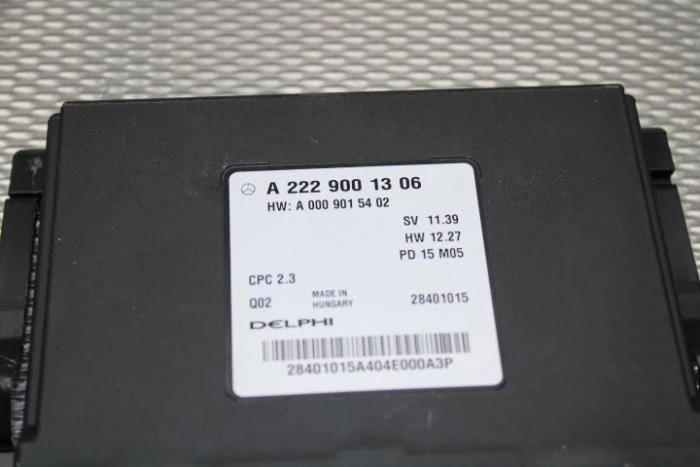 A 222 900 13 06
HW: A 000 901 54 02
SV 11.39
HW 12.27
PD 15 M05
CPC 2.3
Q02 MADE IN HUNGARY 28401015
DELPHI
28401015A404E000A3P